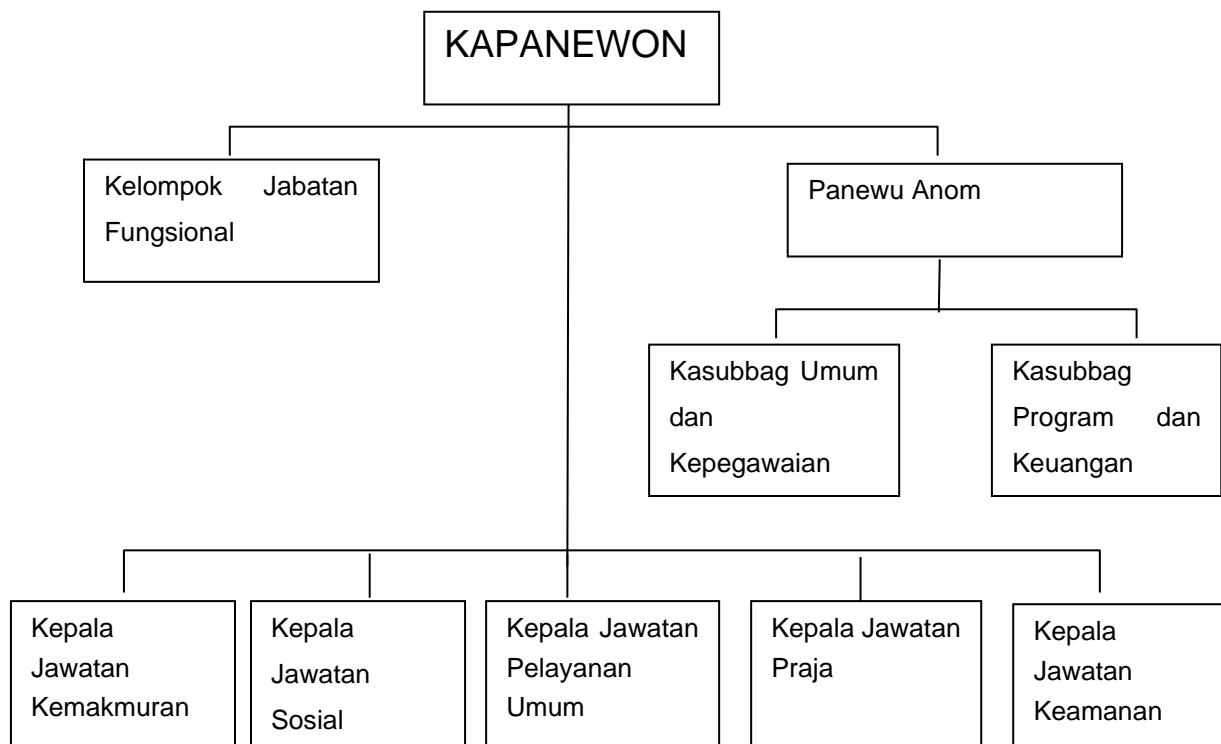 KAPANEWON
Kelompok Jabatan
Fungsional
Panewu Anom
Kasubbag Umum
dan
Kepegawaian
Kasubbag
Program dan
Keuangan
Kepala
Jawatan
Kemakmuran
Kepala
Jawatan
Sosial
Kepala Jawatan
Pelayanan
Umum
Kepala Jawatan
Praja
Kepala
Jawatan
Keamanan